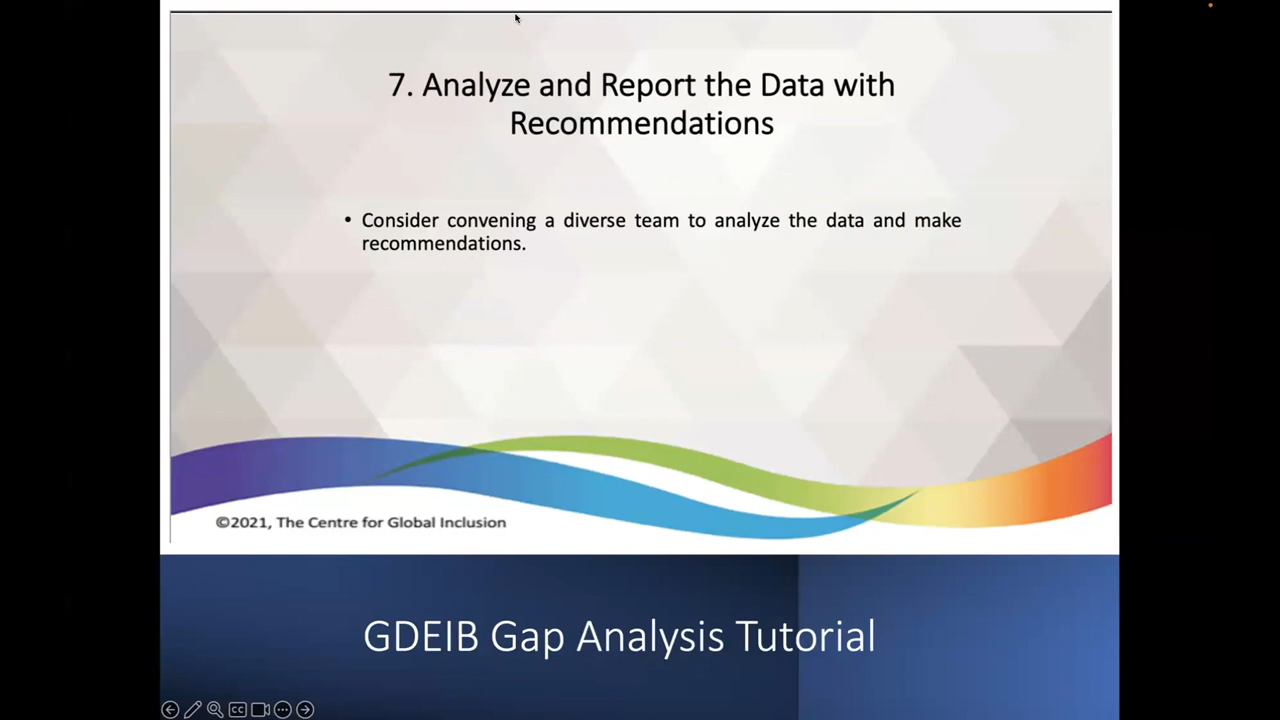 7. Analyze and Report the Data with
Recommendations
• Consider convening a diverse team to analyze the data and make
recommendations.
©2021, The Centre for Global Inclusion
GDEIB Gap Analysis Tutorial
CC